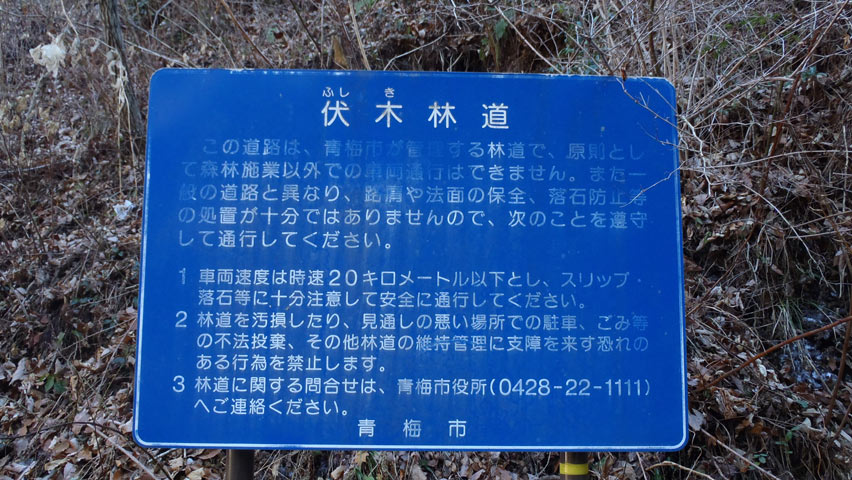 ふし き
伏木林道
この道路は、青梅市が管理する林道で、原則とし
て森林施業以外での車両通行はできません。また一
般の道路と異なり、路肩や法面の保全、落石防止等
の処置が十分ではありませんので、次のことを遵守
して通行してください。
1 車両速度は時速20キロメートル以下とし、スリップ・
落石等に十分注意して安全に通行してください。
2 林道を汚損したり、見通しの悪い場所での駐車、ごみ等
の不法投棄、その他林道の維持管理に支障を来す恐れの
ある行為を禁止します。
3 林道に関する問合せは、青梅市役所(0428-22-1111)
へご連絡ください。
青梅市